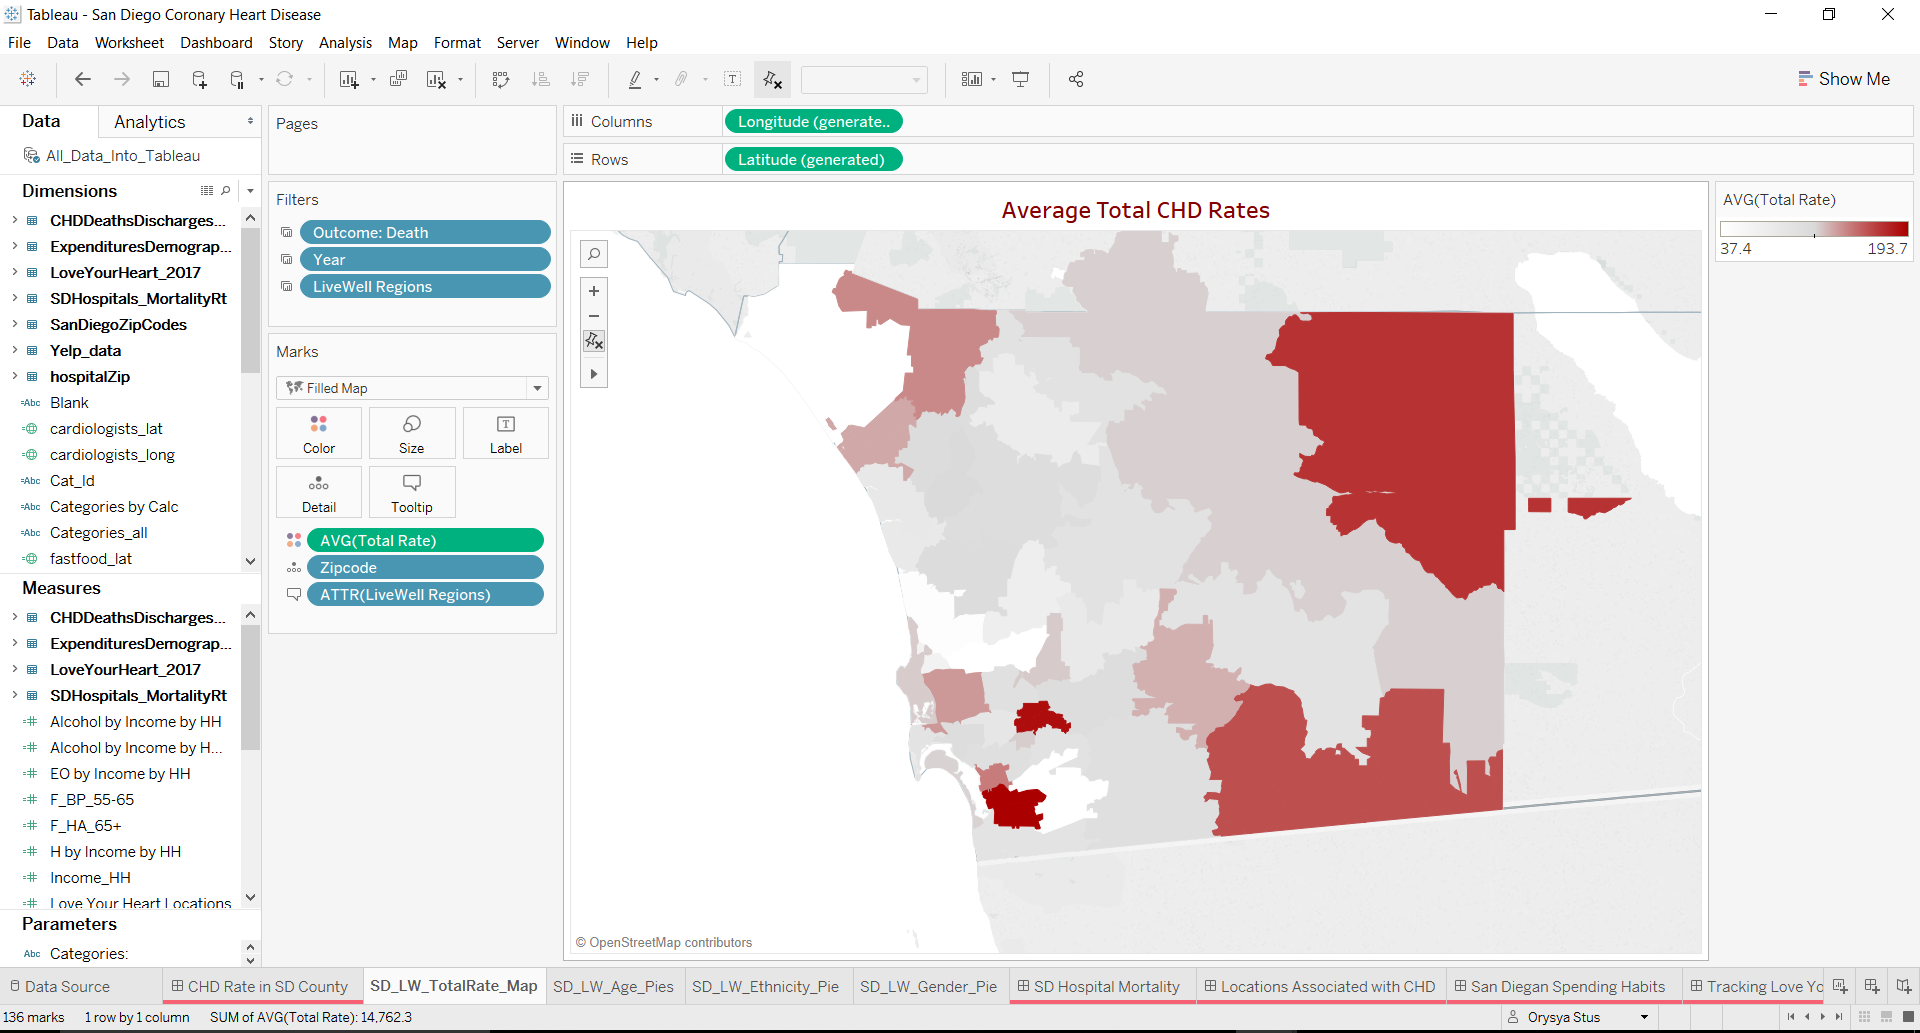 Tableau - San Diego Coronary Heart Disease
File Data Worksheet Dashboard Story Analysis Map Format Server Window Help
Show Me
Data Analytics
All_Data_Into_Tableau
Dimensions
CHDDeathsDischarges...
ExpendituresDemograp...
LoveYourHeart_2017
SDHospitals_MortalityRt
SanDiegoZipCodes
Yelp_data
hospitalZip
Abc Blank
cardiologists_lat
cardiologists_long
Abc Cat_Id
Abc Categories by Calc
Abc Categories_all
fastfood_lat
Measures
CHDDeathsDischarges...
ExpendituresDemograp...
LoveYourHeart_2017
SDHospitals_MortalityRt
Alcohol by Income by HH
Alcohol by Income by H...
EO by Income by HH
F_BP_55-65
F_HA_65+
H by Income by HH
Income_HH
Love Your Heart Locations
Parameters
Abc Categories:
Pages
Filters
Outcome: Death
Year
LiveWell Regions
Marks
Filled Map
Color Size Label
Detail Tooltip
AVG(Total Rate)
Zipcode
ATTR(LiveWell Regions)
Columns Longitude (generate..
Rows Latitude (generated)
Average Total CHD Rates
© OpenStreetMap contributors
AVG(Total Rate)
37.4 193.7
Data Source CHD Rate in SD County SD_LW_TotalRate_Map SD_LW_Age_Pies SD_LW_Ethnicity_Pie SD_LW_Gender_Pie SD Hospital Mortality Locations Associated with CHD San Diegan Spending Habits Tracking Love Yo
136 marks 1 row by 1 column SUM of AVG(Total Rate): 14,762.3 Orysya Stus